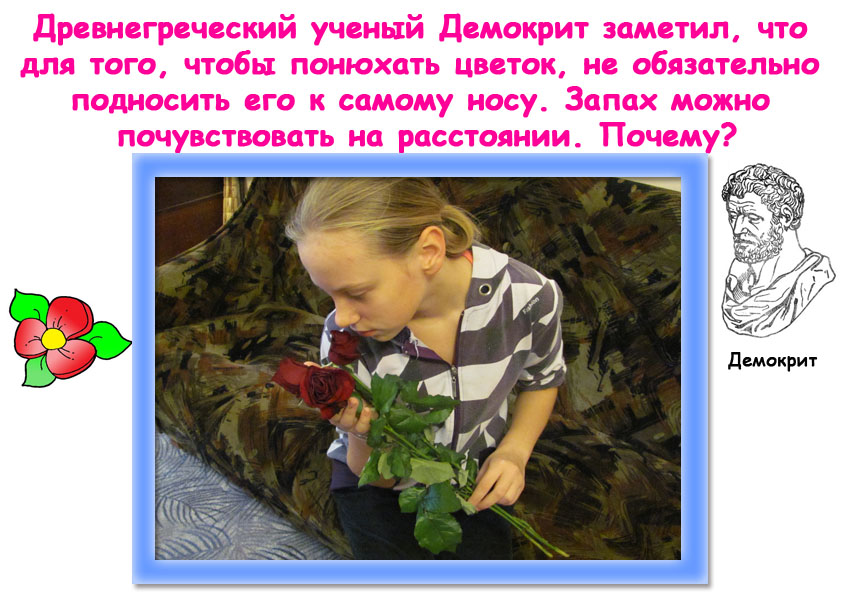 Древнегреческий ученый Демокрит заметил, что
для того, чтобы понюхать цветок, не обязательно
подносить его к самому носу. Запах можно
почувствовать на расстоянии. Почему?
Демокрит
Fashion